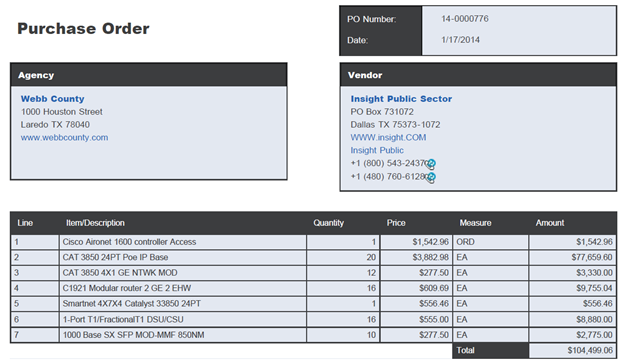 Purchase Order
PO Number: 14-0000776
Date: 1/17/2014
Agency
Webb County
1000 Houston Street
Laredo TX 78040
www.webbcounty.com
Vendor
Insight Public Sector
PO Box 731072
Dallas TX 75373-1072
WWW.insight.COM
Insight Public
+1 (800) 543-2437
+1 (480) 760-6128
Line Item/Description Quantity Price Measure Amount
1 Cisco Aironet 1600 controller Access 1 $1,542.96 ORD $1,542.96
2 CAT 3850 24PT Poe IP Base 20 $3,882.98 EA $77,659.60
3 CAT 3850 4X1 GE NTWK MOD 12 $277.50 EA $3,330.00
4 C1921 Modular router 2 GE 2 EHW 16 $609.69 EA $9,755.04
5 Smartnet 4X7X4 Catalyst 33850 24PT 1 $556.46 EA $556.46
6 1-Port T1/FractionalT1 DSU/CSU 16 $555.00 EA $8,880.00
7 1000 Base SX SFP MOD-MMF 850NM 10 $277.50 EA $2,775.00
Total $104,499.06